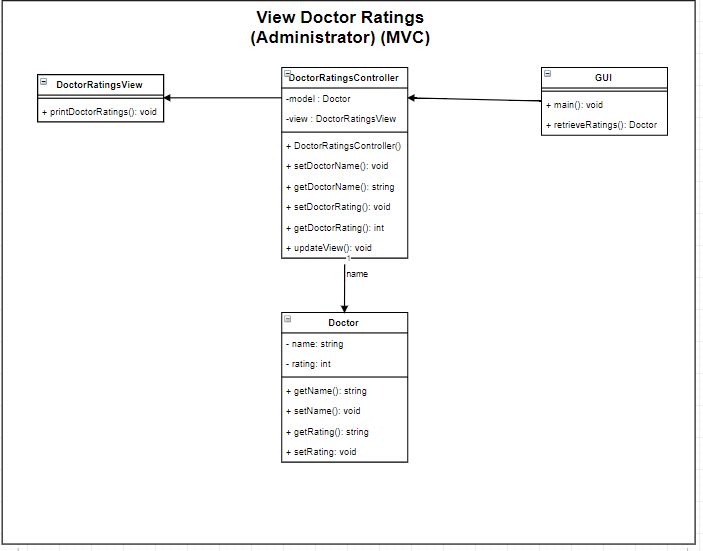 View Doctor Ratings
(Administrator) (MVC)
DoctorRatingsView
+ printDoctorRatings(): void
DoctorRatingsController
-model : Doctor
-view : DoctorRatingsView
+ DoctorRatingsController()
+ setDoctorName(): void
+ getDoctorName(): string
+ setDoctorRating(): void
+ getDoctorRating(): int
+ updateView(): void
GUI
+ main(): void
+ retrieveRatings(): Doctor
1
name
Doctor
- name: string
- rating: int
+ getName(): string
+ setName(): void
+ getRating(): string
+ setRating: void